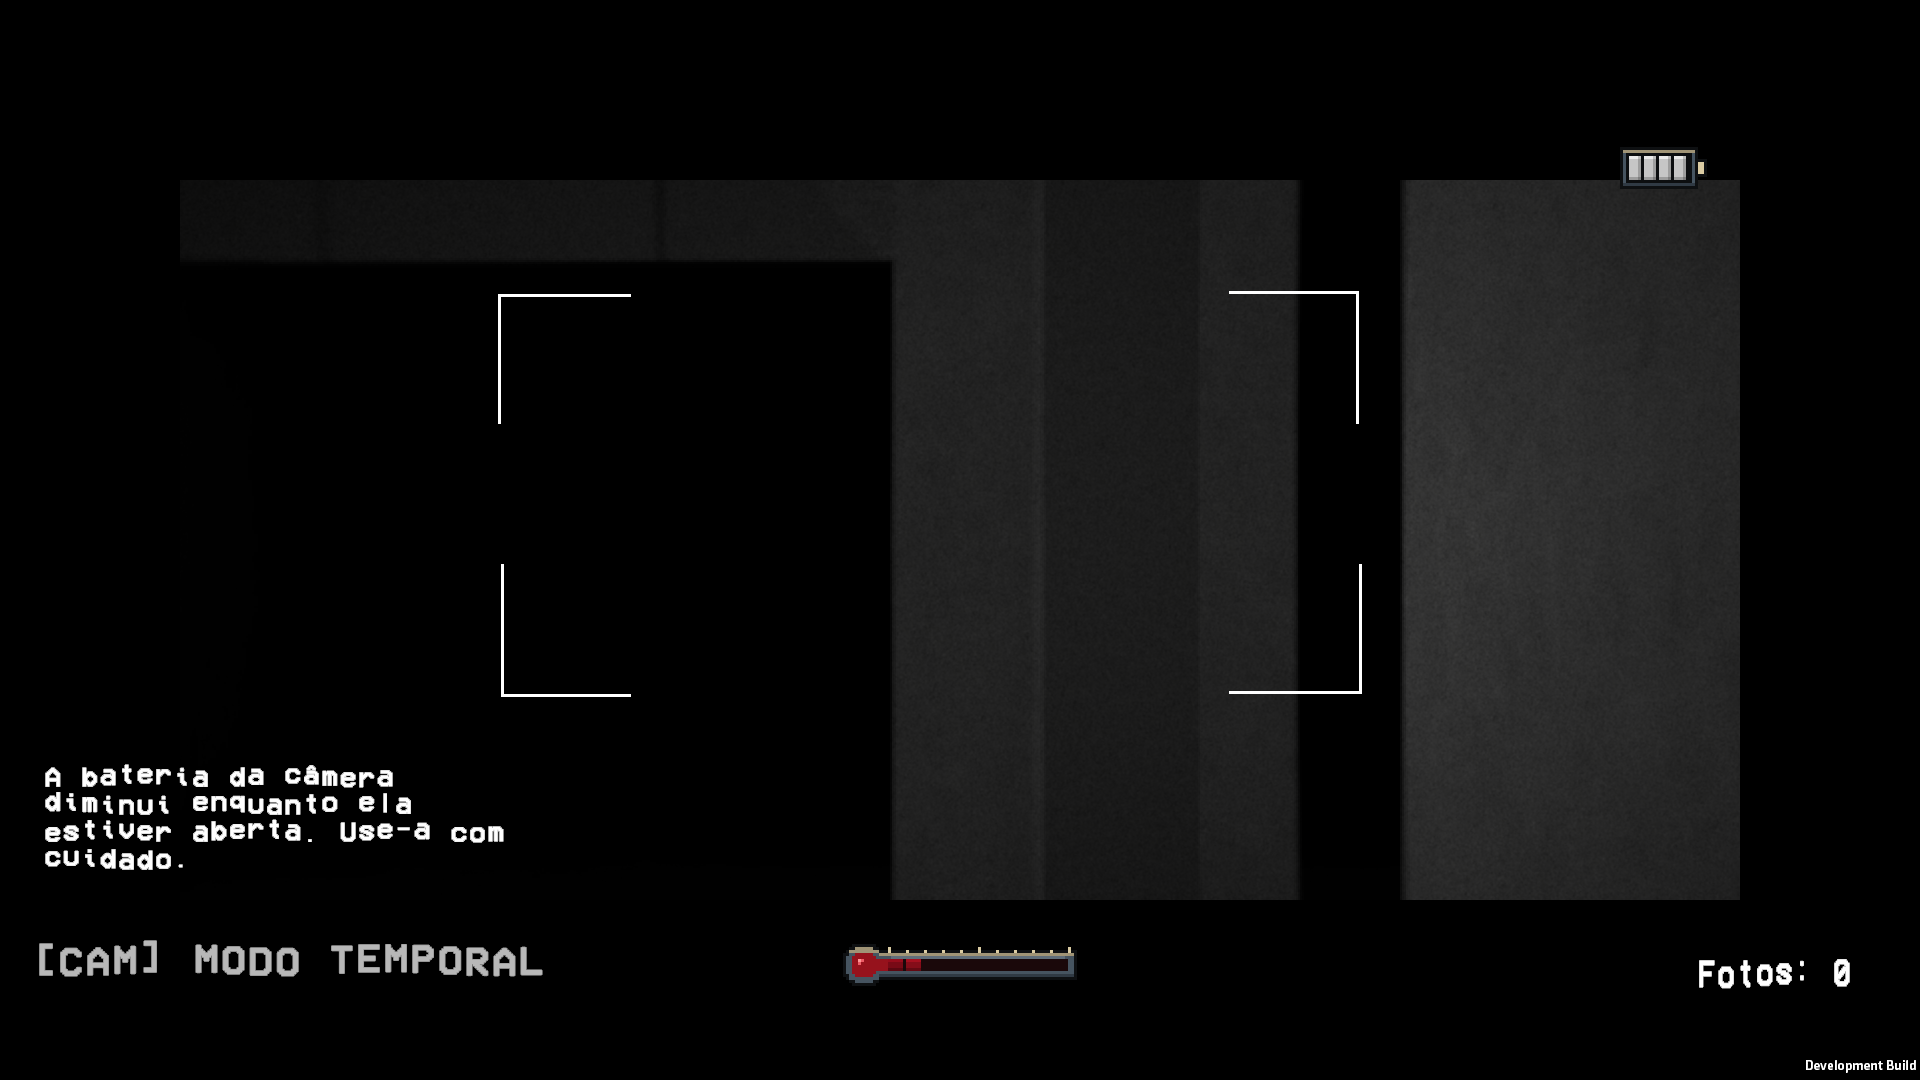 A bateria da câmera
diminui enquanto ela
estiver aberta. Use-a com
cuidado.
[CAM] MODO TEMPORAL
Fotos: 0
Development Build